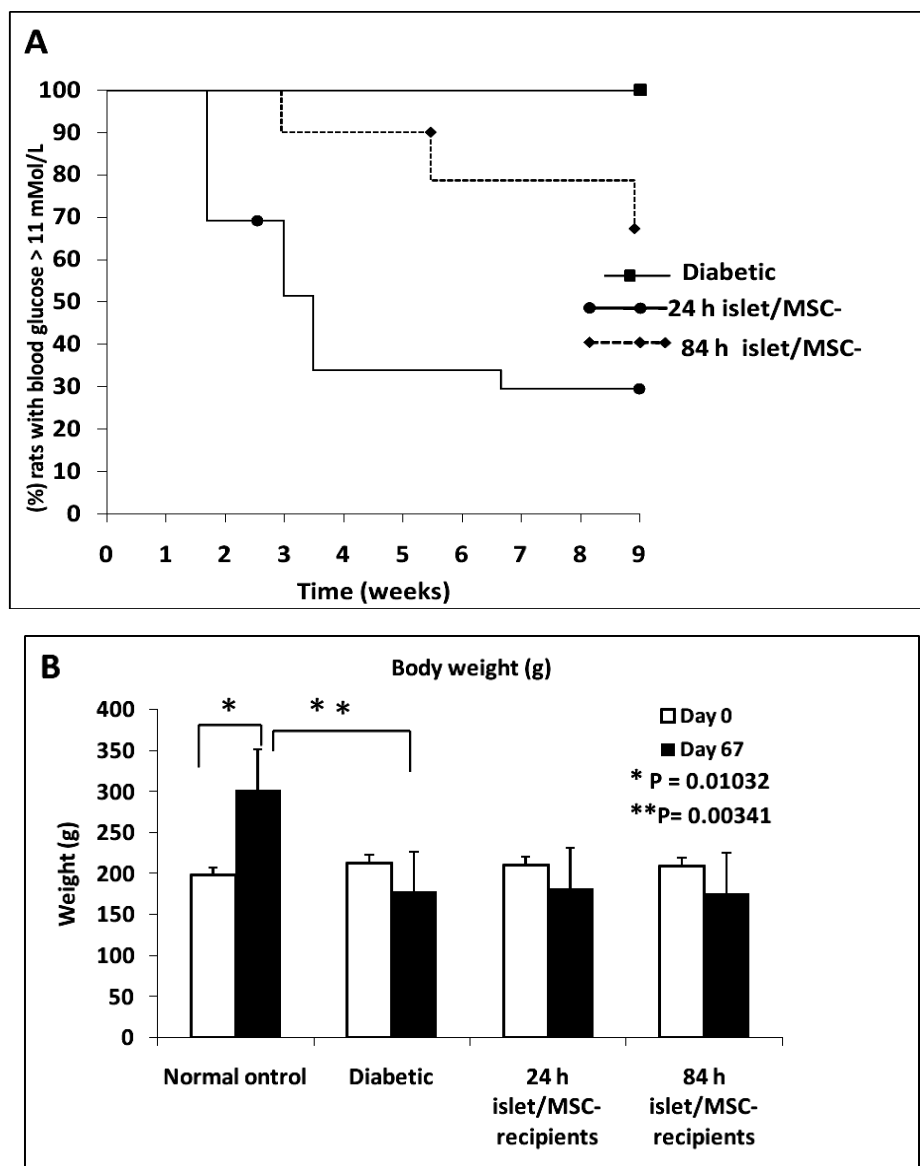 A
100
90
80
70
60
50
40
30
20
10
0
(%) rats with blood glucose > 11 mMol/L
0 1 2 3 4 5 6 7 8 9
Time (weeks)
Diabetic
24 h islet/MSC-
84 h islet/MSC-
B
Body weight (g)
400
350
300
250
200
150
100
50
0
Weight (g)
*
* *
Day 0
Day 67
* P = 0.01032
**P= 0.00341
Normal ontrol
Diabetic
24 h
islet/MSC-
recipients
84 h
islet/MSC-
recipients